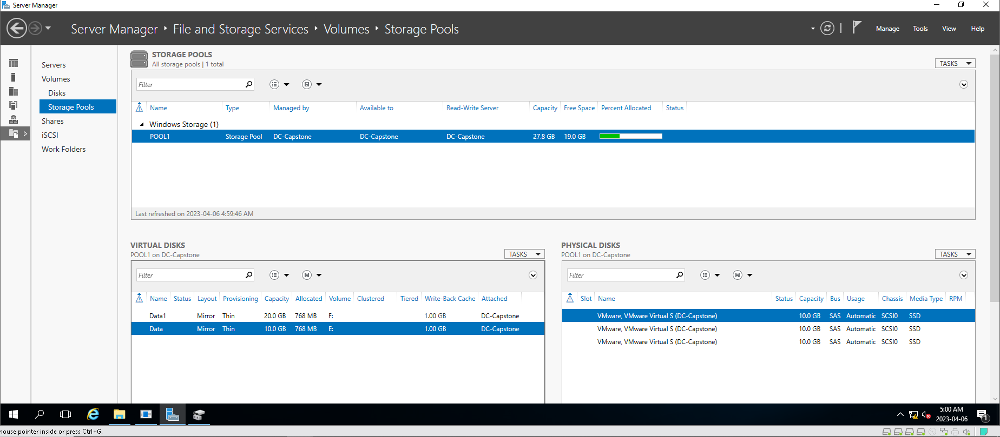 Server Manager
Server Manager ‣ File and Storage Services ‣ Volumes ‣ Storage Pools
Manage Tools View Help
Servers
Volumes
Disks
Storage Pools
Shares
iSCSI
Work Folders
STORAGE POOLS
All storage pools | 1 total
TASKS
Filter
Name Type Managed by Available to Read-Write Server Capacity Free Space Percent Allocated Status
Windows Storage (1)
POOL1 Storage Pool DC-Capstone DC-Capstone DC-Capstone 27.8 GB 19.0 GB
Last refreshed on 2023-04-06 4:59:46 AM
VIRTUAL DISKS
POOL1 on DC-Capstone
TASKS
Filter
Name Status Layout Provisioning Capacity Allocated Volume Clustered Tiered Write-Back Cache Attached
Data1 Mirror Thin 20.0 GB 768 MB F: 1.00 GB DC-Capstone
Data Mirror Thin 10.0 GB 768 MB E: 1.00 GB DC-Capstone
PHYSICAL DISKS
POOL1 on DC-Capstone
TASKS
Filter
Slot Name Status Capacity Bus Usage Chassis Media Type RPM
VMware, VMware Virtual S (DC-Capstone) 10.0 GB SAS Automatic SCSI0 SSD
VMware, VMware Virtual S (DC-Capstone) 10.0 GB SAS Automatic SCSI0 SSD
VMware, VMware Virtual S (DC-Capstone) 10.0 GB SAS Automatic SCSI0 SSD
5:00 AM
2023-04-06
1
nouse pointer inside or press Ctrl+G.